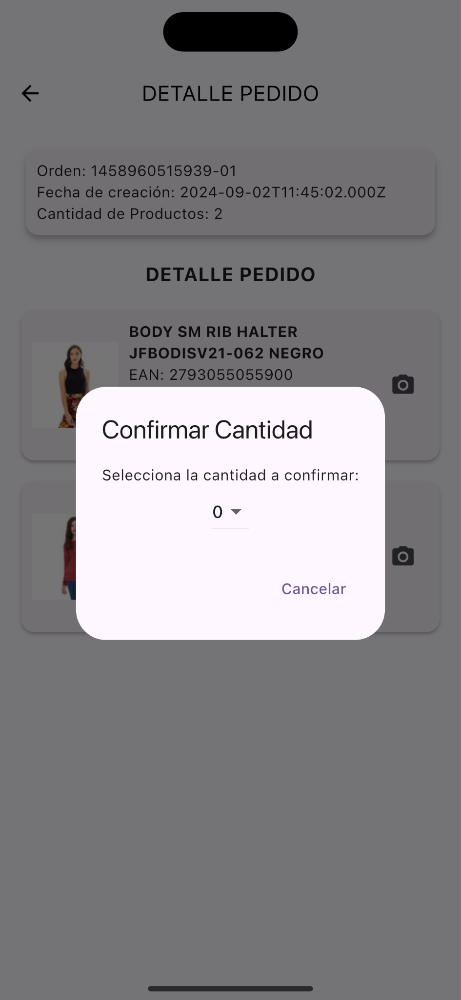 DETALLE PEDIDO
Orden: 1458960515939-01
Fecha de creación: 2024-09-02T11:45:02.000Z
Cantidad de Productos: 2
DETALLE PEDIDO
BODY SM RIB HALTER
JFBODISV21-062 NEGRO
EAN: 2793055055900
Confirmar Cantidad
Selecciona la cantidad a confirmar:
0
Cancelar